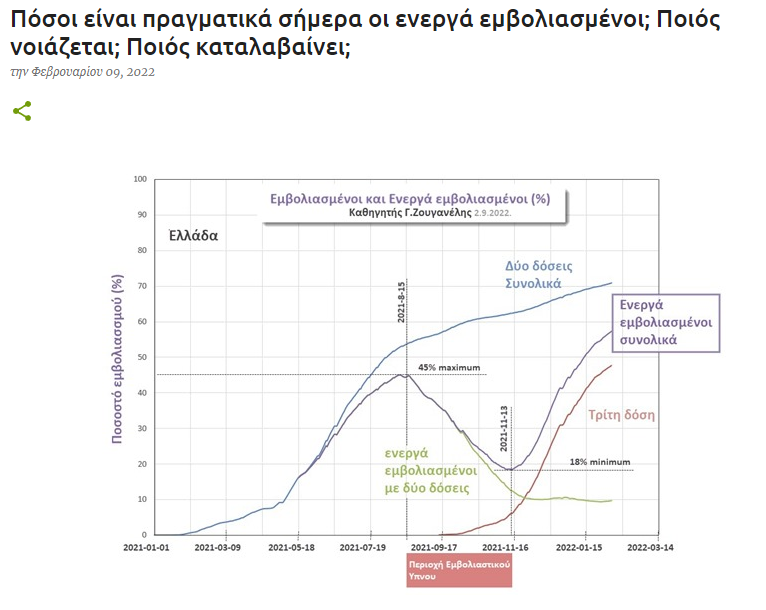 Πόσοι είναι πραγματικά σήμερα οι ενεργά εμβολιασμένοι; Ποιός
νοιάζεται; Ποιός καταλαβαίνει;
την Φεβρουαρίου 09, 2022
Εμβολιασμένοι και Ενεργά εμβολιασμένοι (%)
Καθηγητής Γ.Ζουγανέλης 2.9.2022.
Ελλάδα
Ποσοστό εμβολιασσμού (%)
100
90
80
70
60
50
40
30
20
10
0
Δύο δόσεις
Συνολικά
2021-8-15
Ενεργά
εμβολιασμένοι
συνολικά
45% maximum
Τρίτη δόση
2021-11-13
ενεργά
εμβολιασμένοι
με δύο δόσεις
18% minimum
2021-01-01
2021-03-09
2021-05-18
2021-07-19
2021-09-17
2021-11-16
2022-01-15
2022-03-14
Περιοχή Εμβολιαστικού
Υπνου